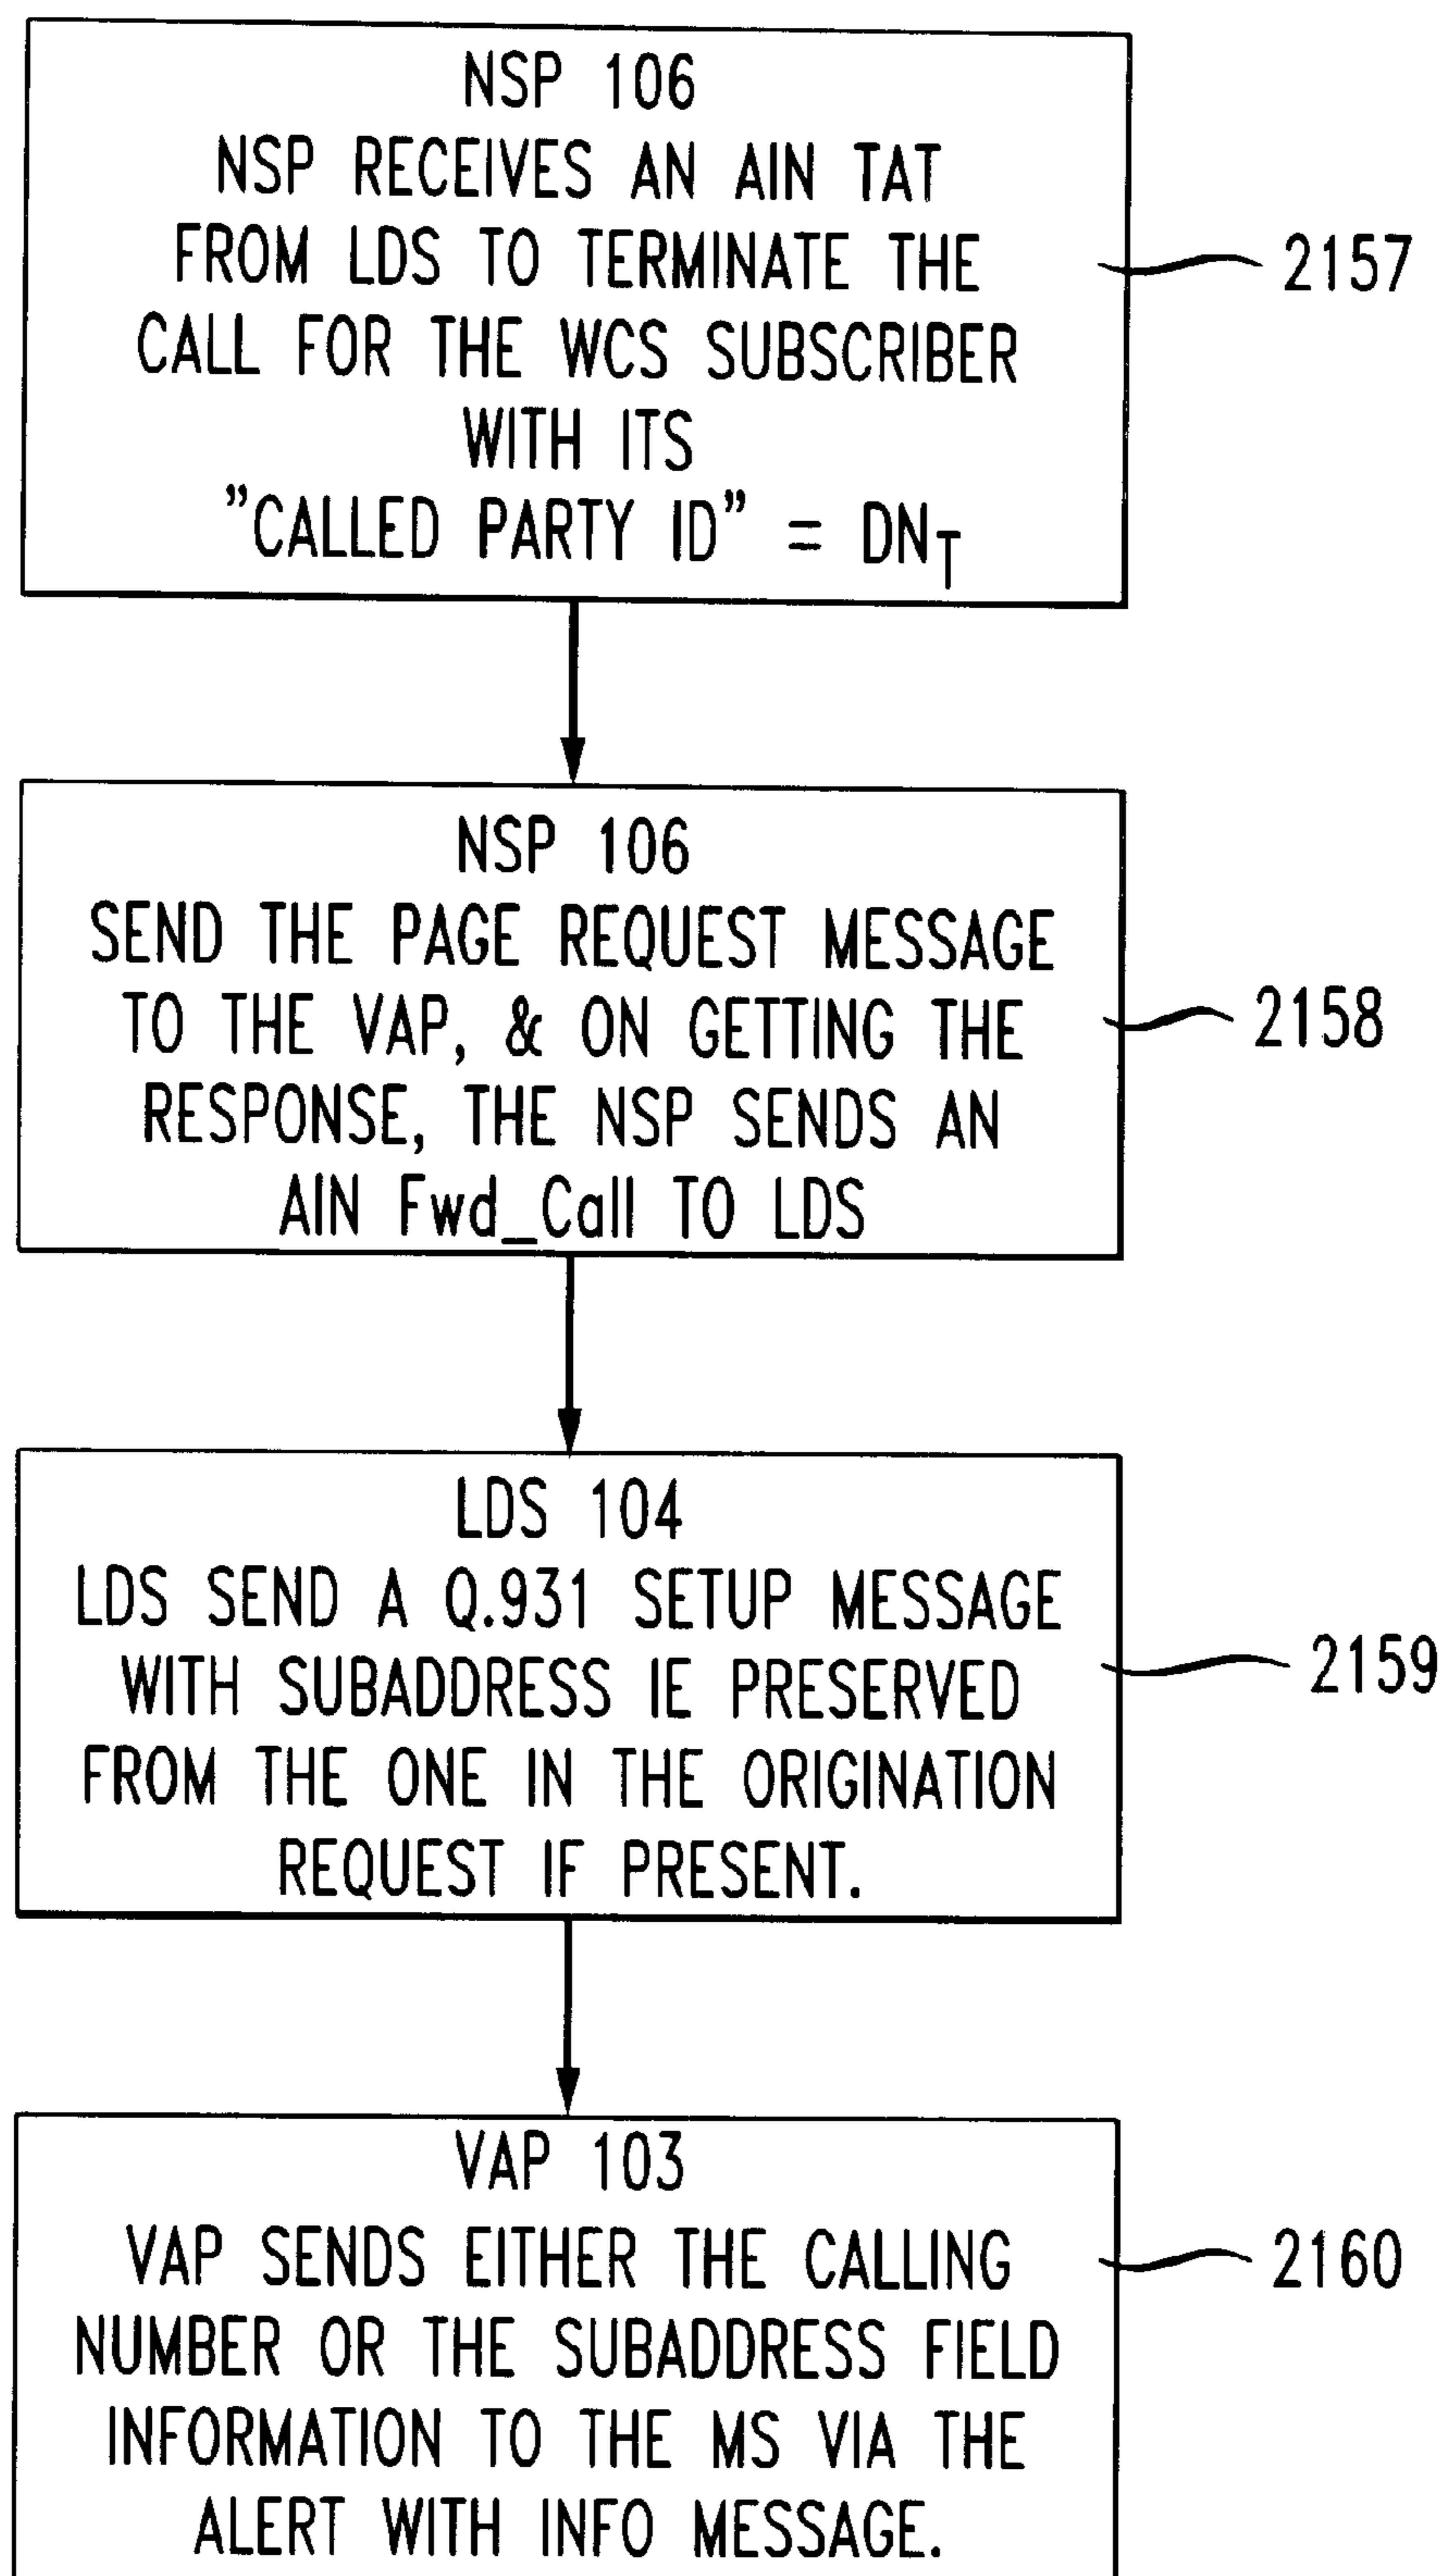 NSP 106
NSP RECEIVES AN AIN TAT
FROM LDS TO TERMINATE THE
CALL FOR THE WCS SUBSCRIBER
WITH ITS
”CALLED PARTY ID” = DNT
2157
NSP 106
SEND THE PAGE REQUEST MESSAGE
TO THE VAP, & ON GETTING THE
RESPONSE, THE NSP SENDS AN
AIN Fwd_Call TO LDS
2158
LDS 104
LDS SEND A Q.931 SETUP MESSAGE
WITH SUBADDRESS IE PRESERVED
FROM THE ONE IN THE ORIGINATION
REQUEST IF PRESENT.
2159
VAP 103
VAP SENDS EITHER THE CALLING
NUMBER OR THE SUBADDRESS FIELD
INFORMATION TO THE MS VIA THE
ALERT WITH INFO MESSAGE.
2160